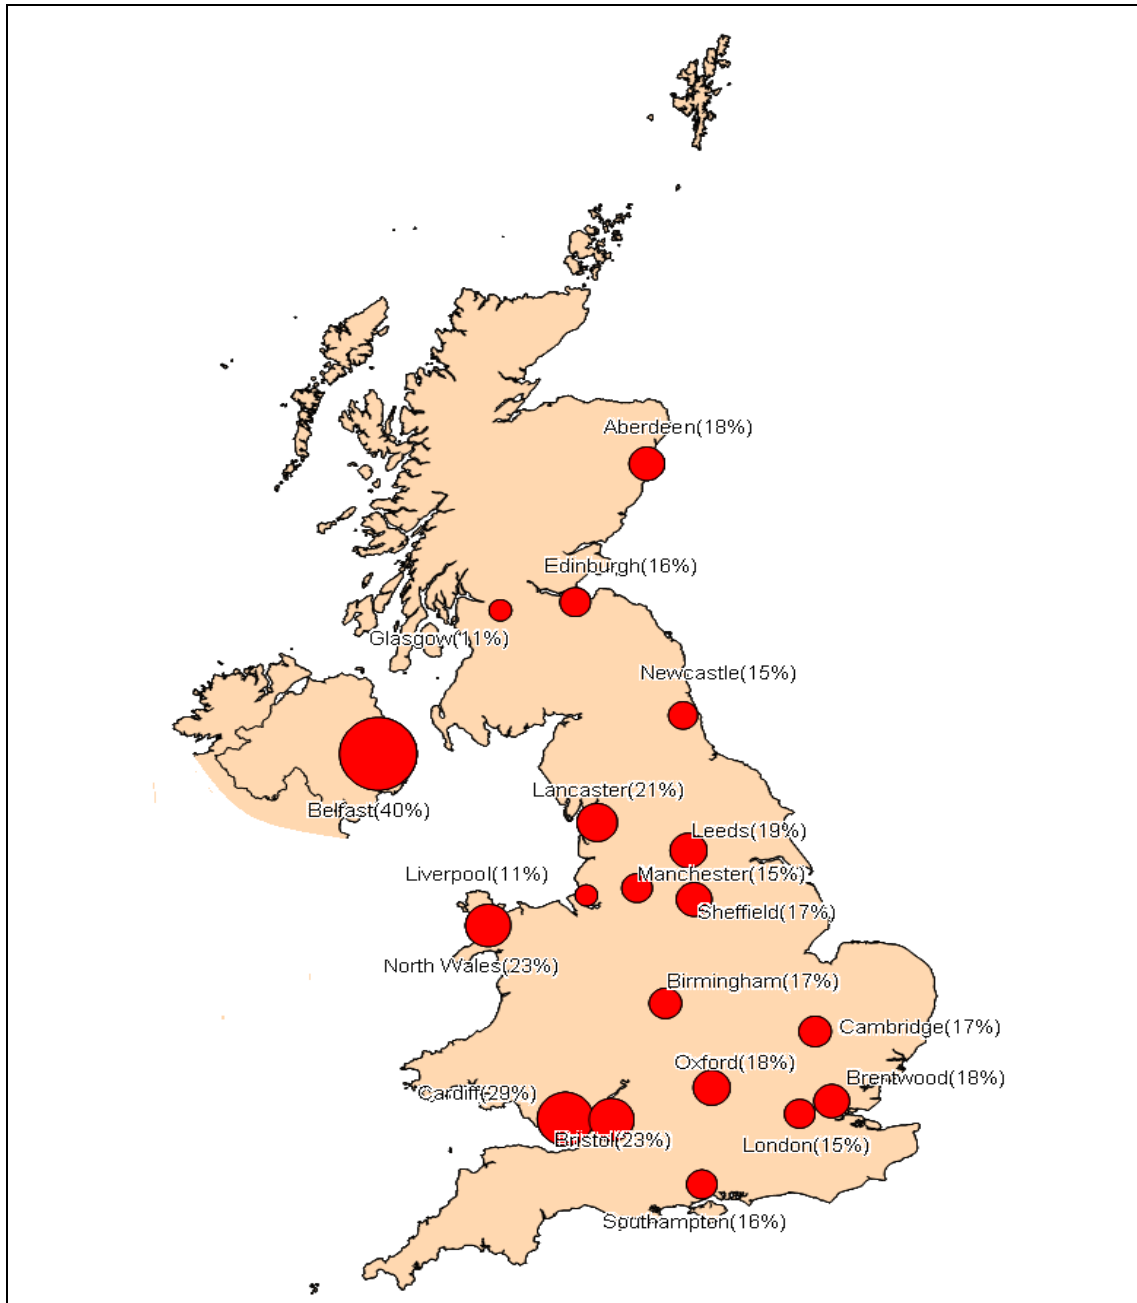 Aberdeen(18%)
Edinburgh(16%)
Glasgow(11%)
Newcastle(15%)
Lancaster(21%)
Belfast(40%)
Leeds(19%)
Liverpool(11%)
Manchester(15%)
Sheffield(17%)
North Wales(23%)
Birmingham(17%)
Cambridge(17%)
Oxford(18%)
Brentwood(18%)
Cardiff(29%)
Bristol(23%)
London(15%)
Southampton(16%)